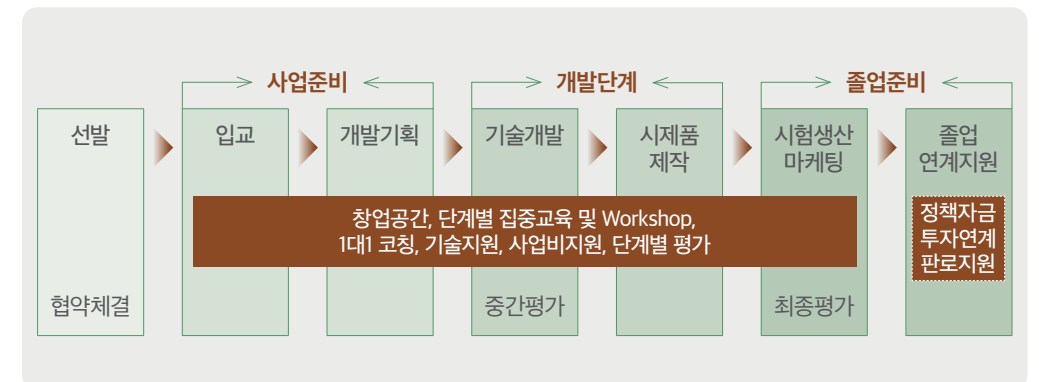 사업준비
개발단계
졸업준비
선발
입교
개발기획
기술개발
시제품
제작
시험생산
마케팅
졸업
연계지원
창업공간, 단계별 집중교육 및 Workshop,
1대1 코칭, 기술지원, 사업비지원, 단계별 평가
정책자금
투자연계
판로지원
협약체결
중간평가
최종평가